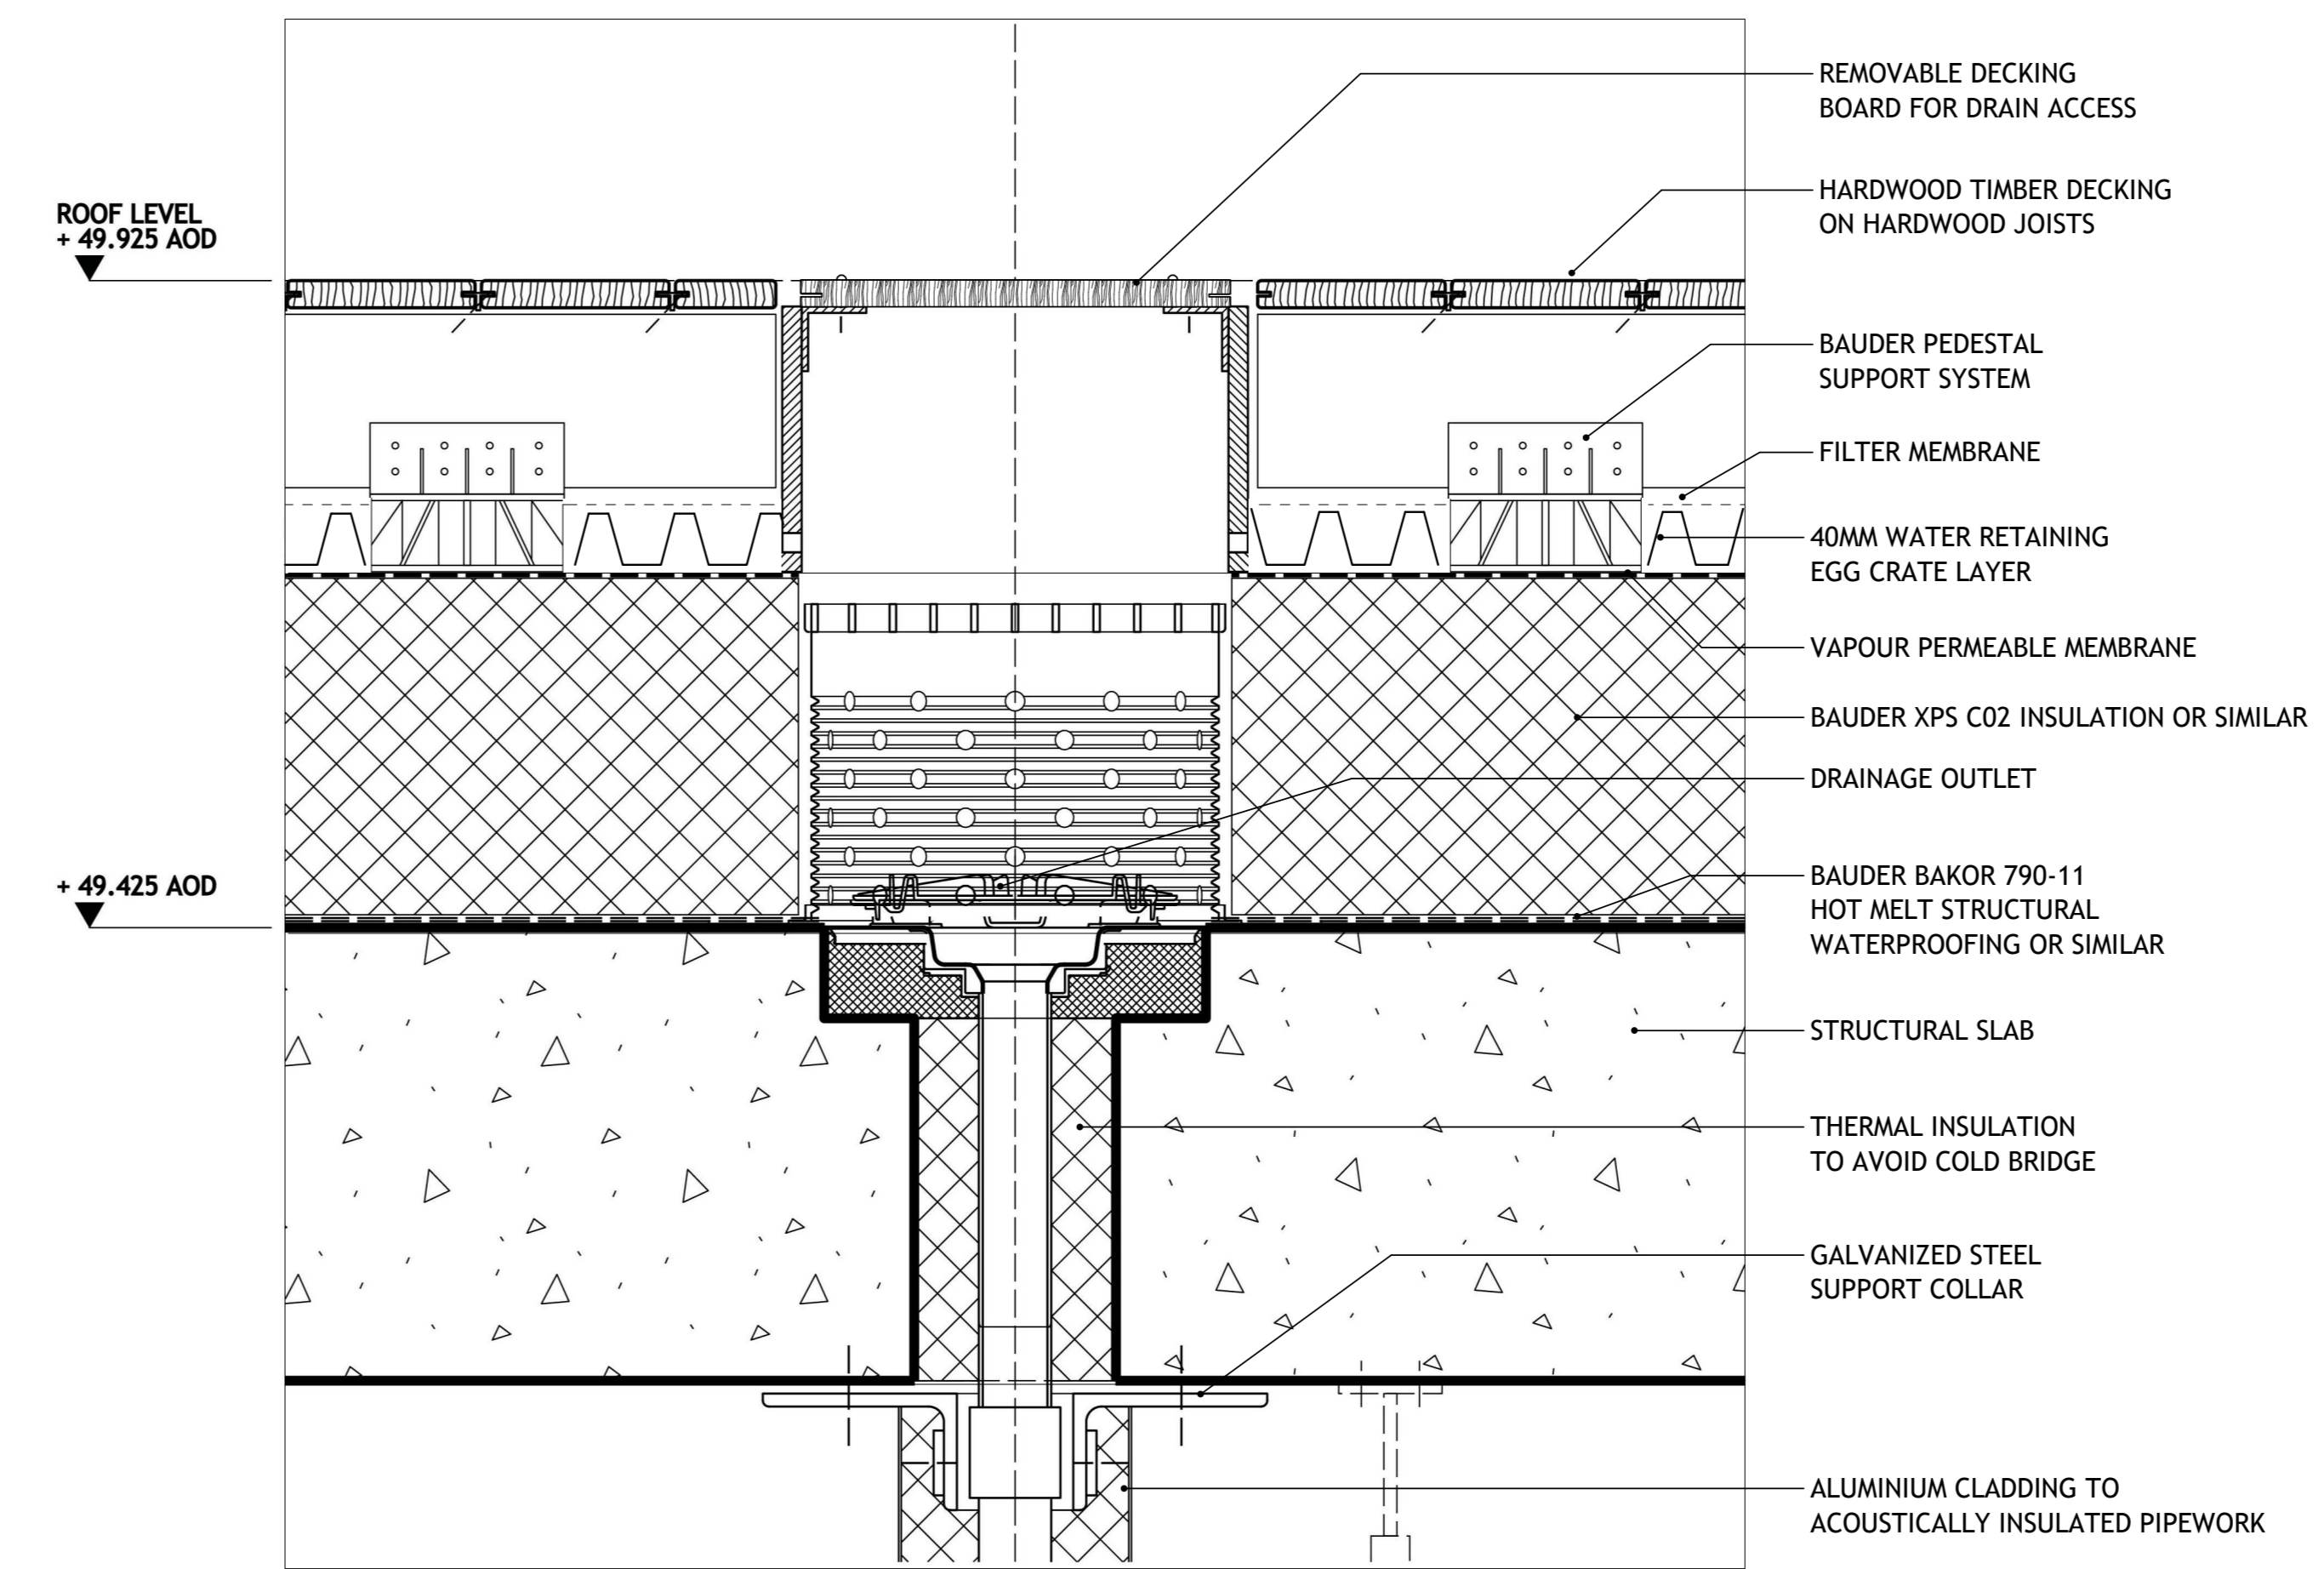 REMOVABLE DECKING
BOARD FOR DRAIN ACCESS
HARDWOOD TIMBER DECKING
ON HARDWOOD JOISTS
ROOF LEVEL
+ 49.925 AOD
BAUDER PEDESTAL
SUPPORT SYSTEM
FILTER MEMBRANE
40MM WATER RETAINING
EGG CRATE LAYER
VAPOUR PERMEABLE MEMBRANE
BAUDER XPS C02 INSULATION OR SIMILAR
DRAINAGE OUTLET
+ 49.425 AOD
BAUDER BAKOR 790-11
HOT MELT STRUCTURAL
WATERPROOFING OR SIMILAR
STRUCTURAL SLAB
THERMAL INSULATION
TO AVOID COLD BRIDGE
GALVANIZED STEEL
SUPPORT COLLAR
ALUMINIUM CLADDING TO
ACOUSTICALLY INSULATED PIPEWORK